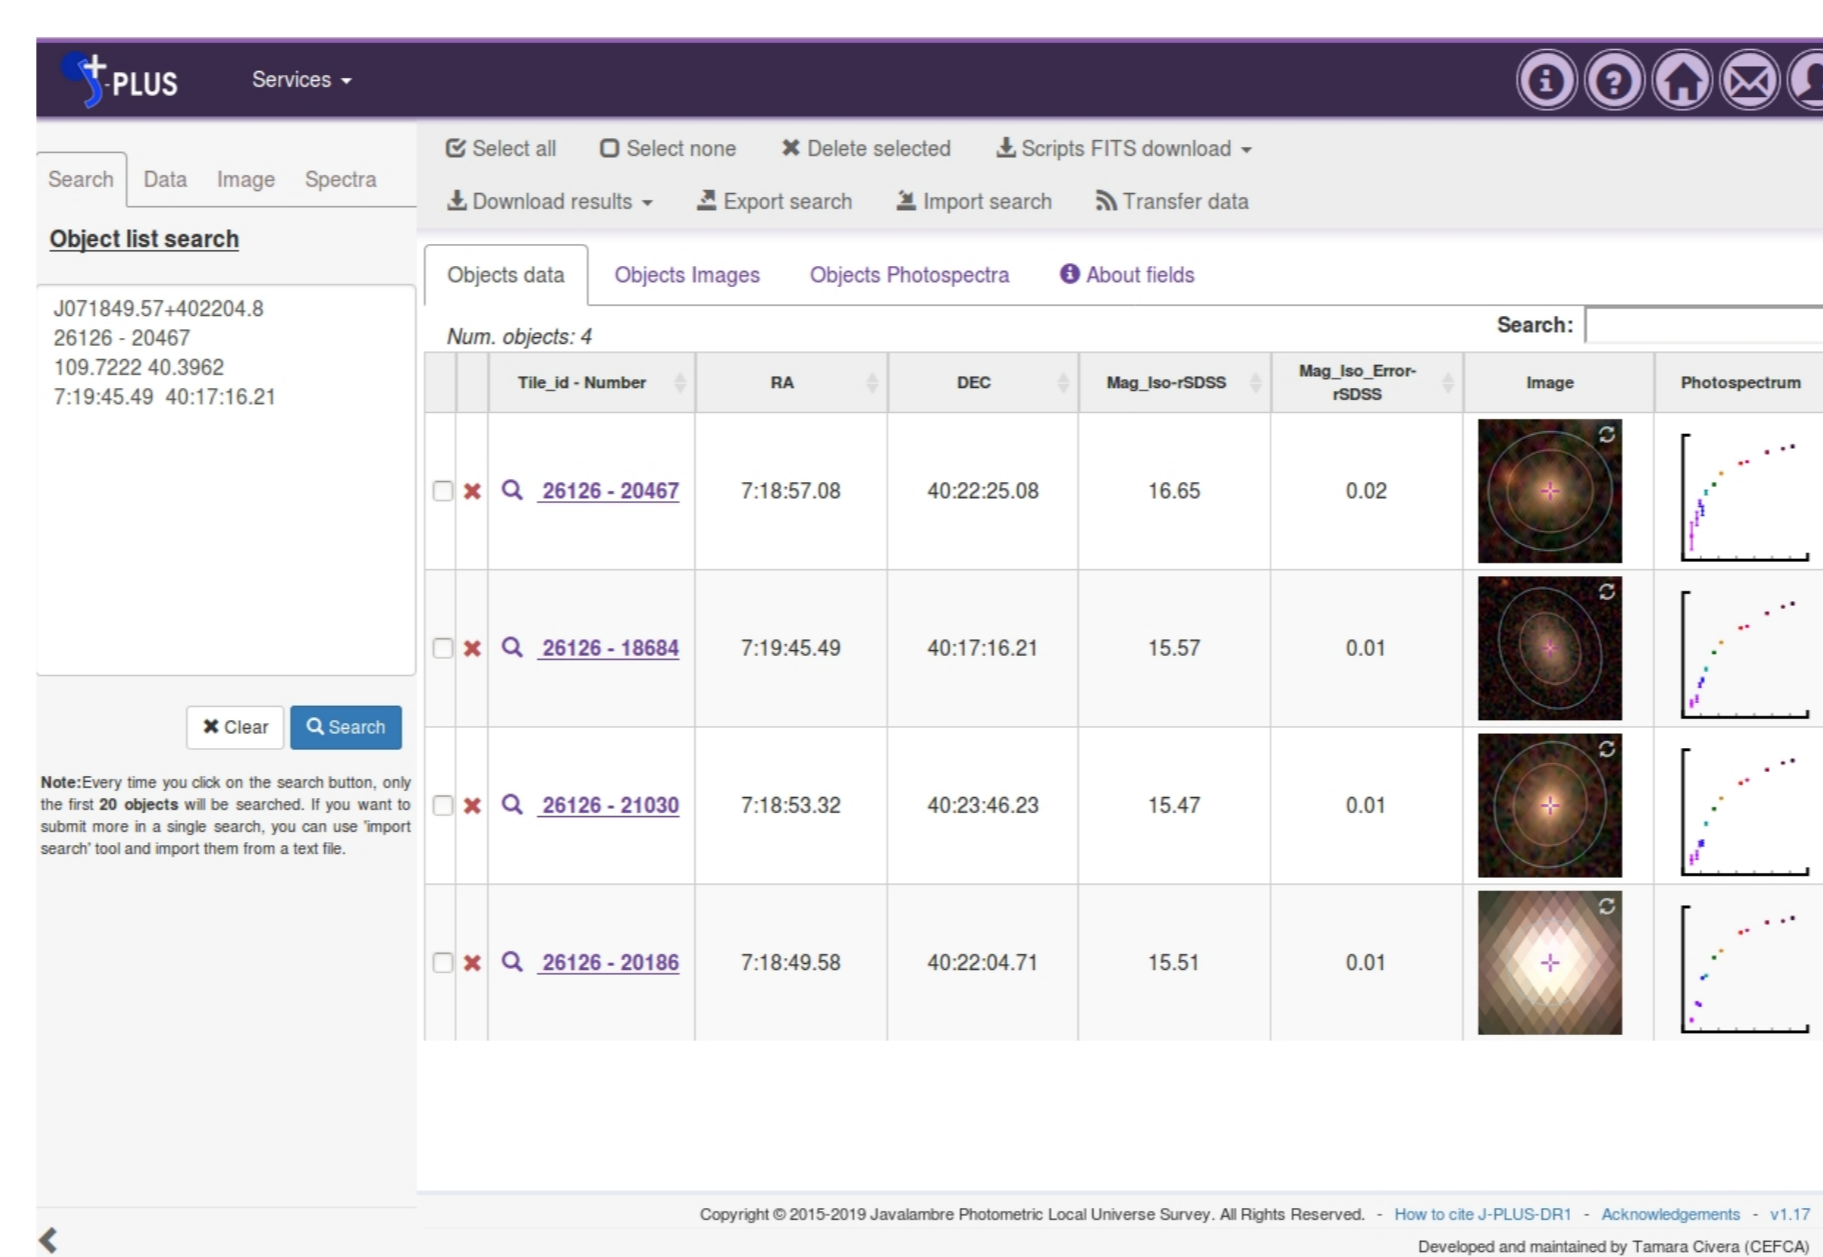 J-PLUS Services
Search Data Image Spectra
Object list search
J071849.57+402204.8
26126 - 20467
109.7222 40.3962
7:19:45.49 40:17:16.21
Clear Search
Note:Every time you click on the search button, only
the first 20 objects will be searched. If you want to
submit more in a single search, you can use 'import
search' tool and import them from a text file.
Select all Select none Delete selected Scripts FITS download
Download results Export search Import search Transfer data
Objects data Objects Images Objects Photospectra About fields
Num. objects: 4 Search:
Tile_id - Number RA DEC Mag_Iso-rSDSS Mag_Iso_Error-rSDSS Image Photospectrum
26126 - 20467 7:18:57.08 40:22:25.08 16.65 0.02
26126 - 18684 7:19:45.49 40:17:16.21 15.57 0.01
26126 - 21030 7:18:53.32 40:23:46.23 15.47 0.01
26126 - 20186 7:18:49.58 40:22:04.71 15.51 0.01
Copyright © 2015-2019 Javalambre Photometric Local Universe Survey. All Rights Reserved. - How to cite J-PLUS-DR1 - Acknowledgements - v1.17
Developed and maintained by Tamara Civera (CEFCA)